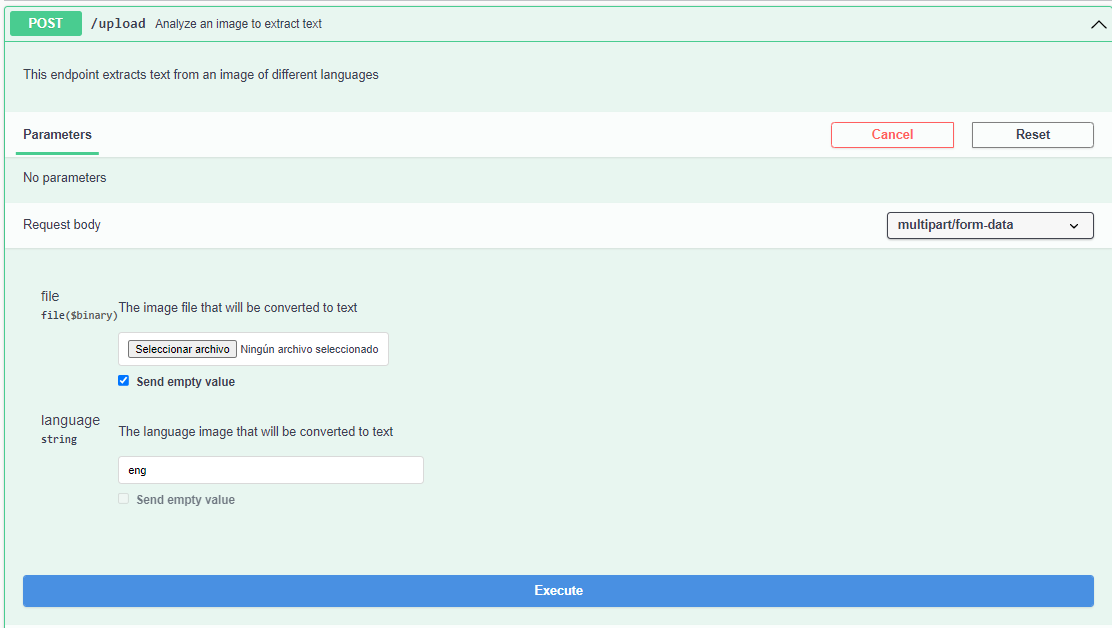 POST /upload Analyze an image to extract text
This endpoint extracts text from an image of different languages
Parameters Cancel Reset
No parameters
Request body multipart/form-data
file
file($binary)
The image file that will be converted to text
Seleccionar archivo Ningún archivo seleccionado
Send empty value
language
string
The language image that will be converted to text
eng
Send empty value
Execute